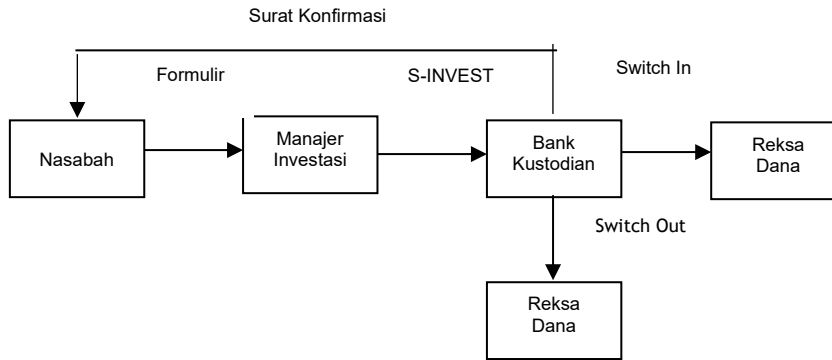 Surat Konfirmasi
Formulir
S-INVEST
Switch In
Nasabah
Manajer
Investasi
Bank
Kustodian
Reksa
Dana
Switch Out
Reksa
Dana